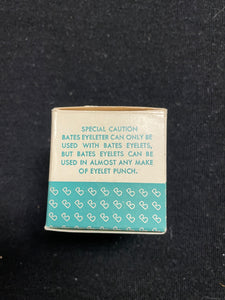 SPECIAL CAUTION
BATES EYELETER CAN ONLY BE
USED WITH BATES EYELETS,
BUT BATES EYELETS CAN BE
USED IN ALMOST ANY MAKE
OF EYELET PUNCH.